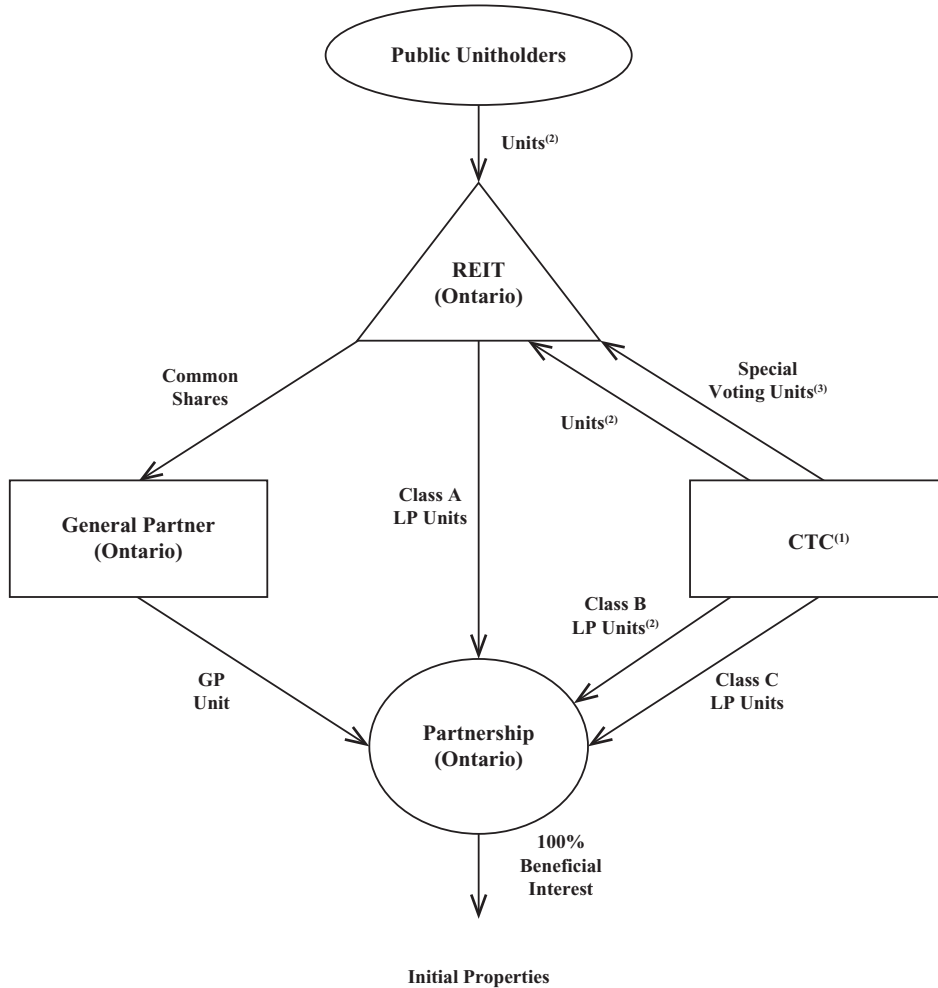 Public Unitholders
Units(2)
REIT
(Ontario)
Common
Shares
Special
Voting Units(3)
Units(2)
Class A
LP Units
General Partner
(Ontario)
CTC(1)
Class B
LP Units(2)
GP
Unit
Class C
LP Units
Partnership
(Ontario)
100%
Beneficial
Interest
Initial Properties